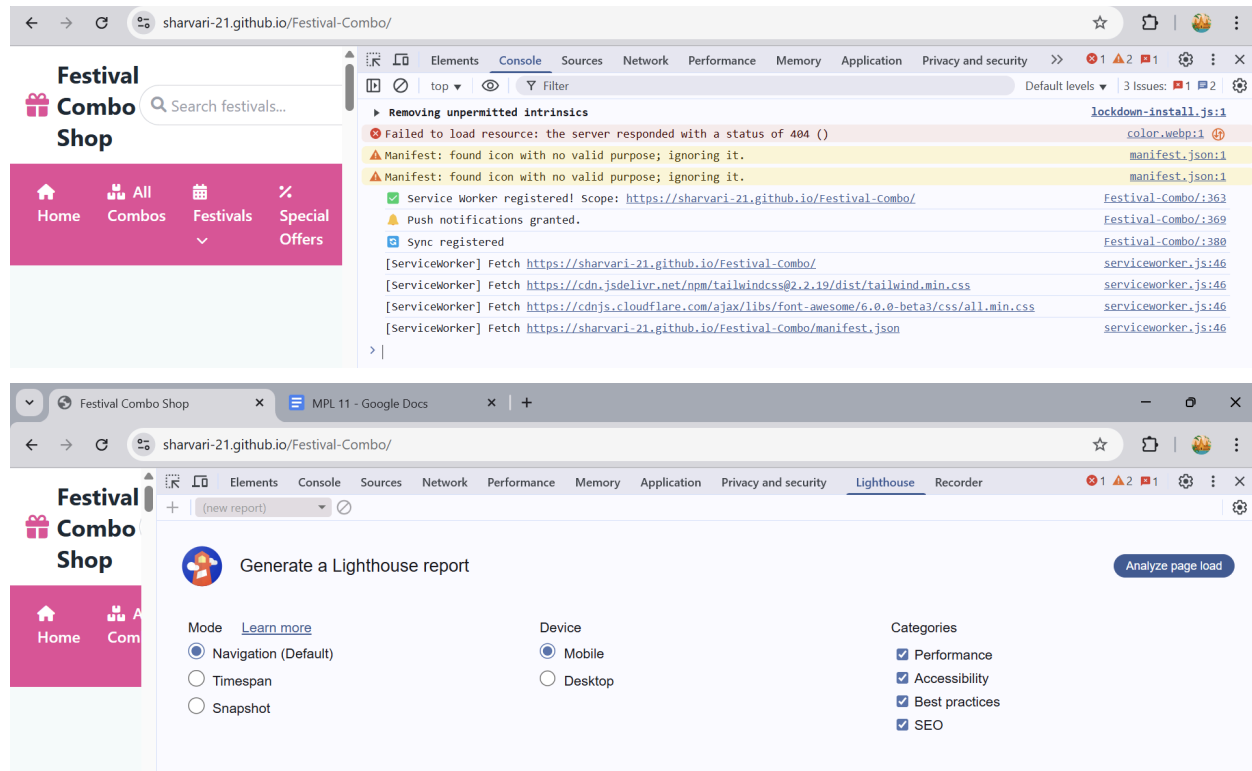 sharvari-21.github.io/Festival-Combo/
Festival
Combo
Shop
Search festivals...
Home
All
Combos
Festivals
Special
Offers
Elements Console Sources Network Performance Memory Application Privacy and security 1 2 1
top Filter Default levels 3 Issues: 1 2
Removing unpermitted intrinsics lockdown-install.js:1
Failed to load resource: the server responded with a status of 404 () color.webp:1
Manifest: found icon with no valid purpose; ignoring it. manifest.json:1
Manifest: found icon with no valid purpose; ignoring it. manifest.json:1
Service Worker registered! Scope: https://sharvari-21.github.io/Festival-Combo/ Festival-Combo/:363
Push notifications granted. Festival-Combo/:369
Sync registered Festival-Combo/:380
[ServiceWorker] Fetch https://sharvari-21.github.io/Festival-Combo/ serviceworker.js:46
[ServiceWorker] Fetch https://cdn.jsdelivr.net/npm/tailwindcss@2.2.19/dist/tailwind.min.css serviceworker.js:46
[ServiceWorker] Fetch https://cdnjs.cloudflare.com/ajax/libs/font-awesome/6.0.0-beta3/css/all.min.css serviceworker.js:46
[ServiceWorker] Fetch https://sharvari-21.github.io/Festival-Combo/manifest.json serviceworker.js:46
Festival Combo Shop MPL 11 - Google Docs
sharvari-21.github.io/Festival-Combo/
Festival
Combo
Shop
Home
A
Com
Elements Console Sources Network Performance Memory Application Privacy and security Lighthouse Recorder 1 2 1
(new report)
Generate a Lighthouse report Analyze page load
Mode Learn more Device Categories
Navigation (Default) Mobile Performance
Timespan Desktop Accessibility
Snapshot Best practices
SEO